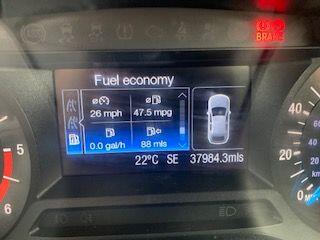 BRAKE
Fuel economy
26 mph 47.5 mpg
0.0 gal/h 88 mls
22°C SE 37984.3mls
5
6
40
20
0